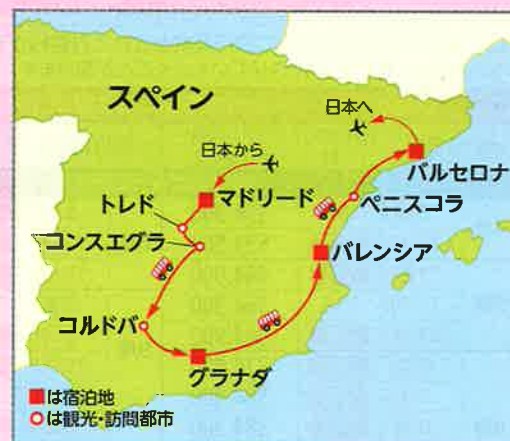 スペイン
日本へ
日本から
バルセロナ
トレド
マドリード
ペニスコラ
コンスエグラ
バレンシア
コルドバ
グラナダ
■は宿泊地
○は観光・訪問都市